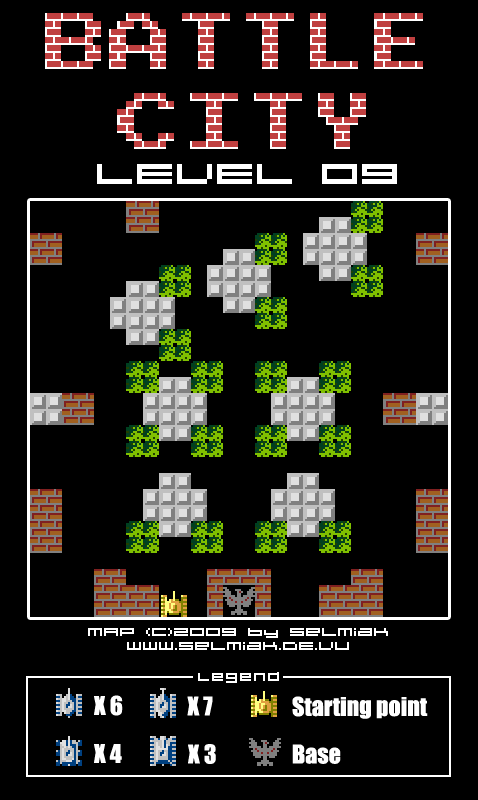 BATTLE
CITY
LEVEL 09
MAP (C)2009 by SELMIAK
WWW.SELMIAK.DE.VU
Legend
X 6 X 7 Starting point
X 4 X 3 Base